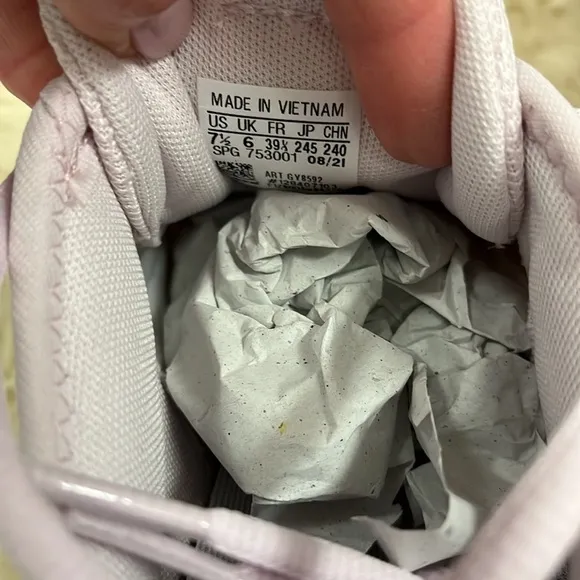 MADE IN VIETNAM
US UK FR JP CHN
7½ 6 39⅓ 245 240
SPG 753001 08/21
ART GY8592